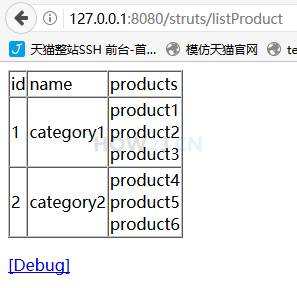 127.0.0.1:8080/struts/listProduct
天猫整站SSH 前台-首... 模仿天猫官网 te
id name products
1 category1 product1
product2
product3
2 category2 product4
product5
product6
[Debug]